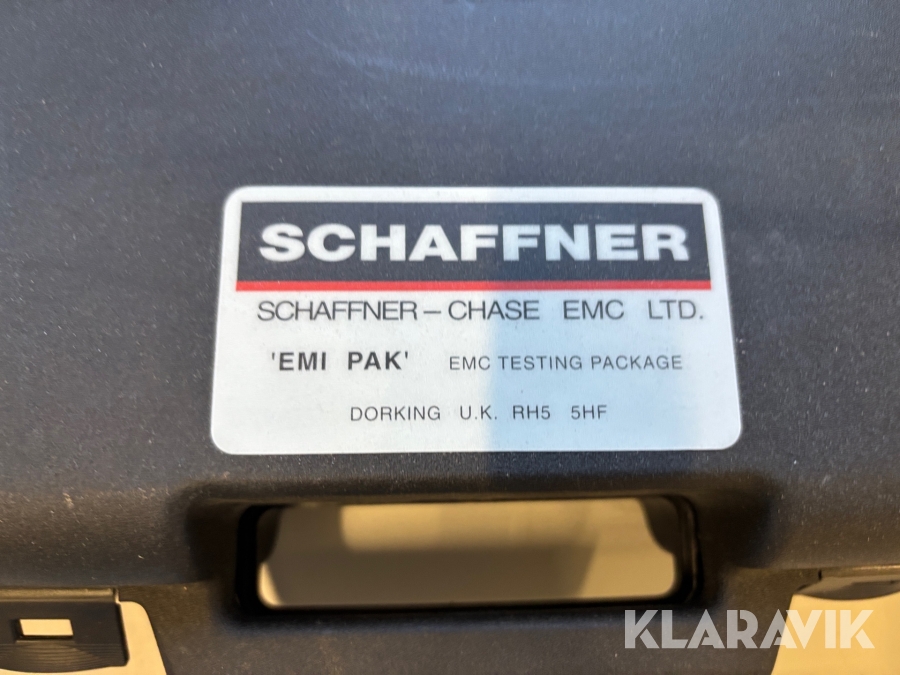 SCHAFFNER
SCHAFFNER – CHASE EMC LTD.
'EMI PAK' EMC TESTING PACKAGE
DORKING U.K. RH5 5HF
KLARAVIK